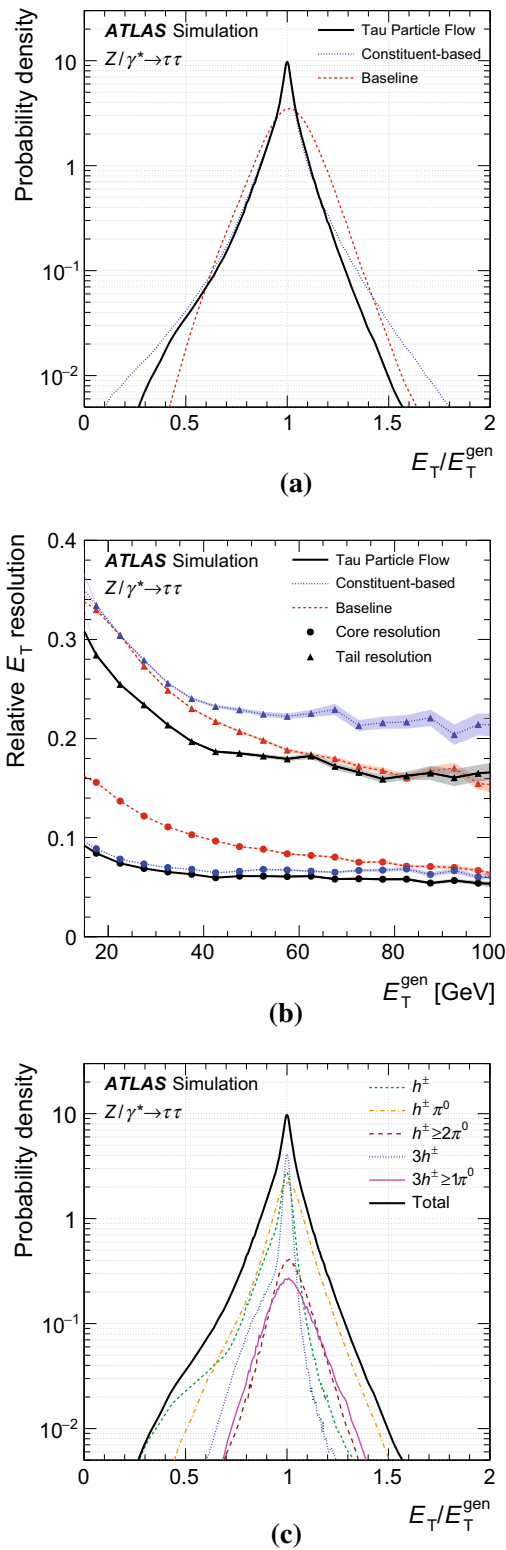 ATLAS Simulation
Z/γ*→ττ
Tau Particle Flow
Constituent-based
Baseline
Probability density
10
1
10⁻¹
10⁻²
0 0.5 1 1.5 2
E_T/E_T^gen
(a)
ATLAS Simulation
Z/γ*→ττ
Tau Particle Flow
Constituent-based
Baseline
Core resolution
Tail resolution
Relative E_T resolution
0.4
0.3
0.2
0.1
0
20 40 60 80 100
E_T^gen [GeV]
(b)
ATLAS Simulation
Z/γ*→ττ
h±
h± π⁰
h± ≥2π⁰
3h±
3h± ≥1π⁰
Total
Probability density
10
1
10⁻¹
10⁻²
0 0.5 1 1.5 2
E_T/E_T^gen
(c)